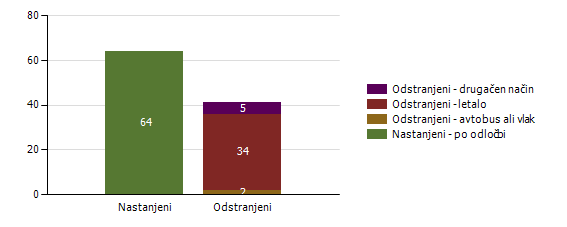 80
60
40
20
0
64
5
34
2
Nastanjeni
Odstranjeni
Odstranjeni - drugačen način
Odstranjeni - letalo
Odstranjeni - avtobus ali vlak
Nastanjeni - po odločbi